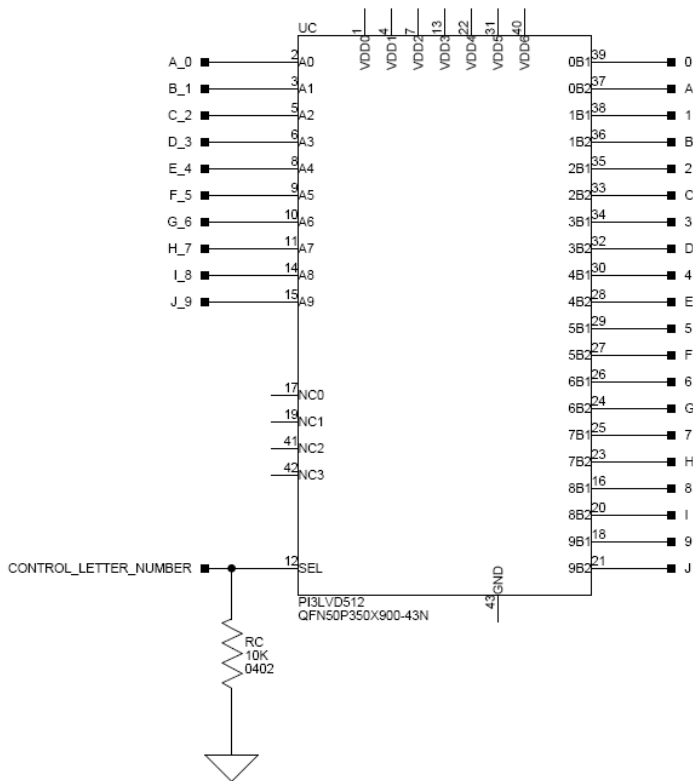 UC
1
4
7
13
22
31
40
VDD0
VDD1
VDD2
VDD3
VDD4
VDD5
VDD6
A_0 2 A0
B_1 3 A1
C_2 5 A2
D_3 6 A3
E_4 8 A4
F_5 9 A5
G_6 10 A6
H_7 11 A7
I_8 14 A8
J_9 15 A9
17 NC0
19 NC1
41 NC2
42 NC3
CONTROL_LETTER_NUMBER 12 SEL
0B1 39 0
0B2 37 A
1B1 38 1
1B2 36 B
2B1 35 2
2B2 33 C
3B1 34 3
3B2 32 D
4B1 30 4
4B2 28 E
5B1 29 5
5B2 27 F
6B1 26 6
6B2 24 G
7B1 25 7
7B2 23 H
8B1 16 8
8B2 20 I
9B1 18 9
9B2 21 J
43 GND
PI3LVD512
QFN50P350X900-43N
RC
10K
0402